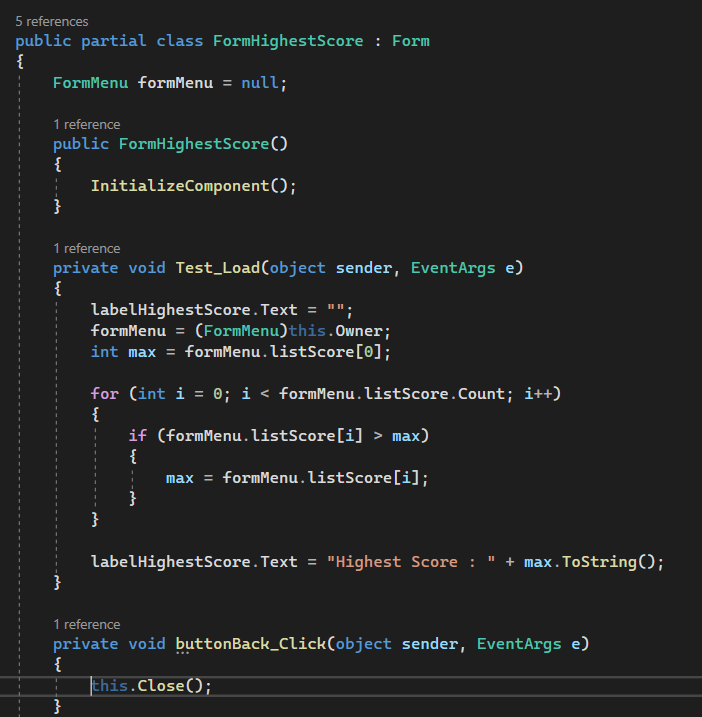 5 references
public partial class FormHighestScore : Form
{
FormMenu formMenu = null;
1 reference
public FormHighestScore()
{
InitializeComponent();
}
1 reference
private void Test_Load(object sender, EventArgs e)
{
labelHighestScore.Text = "";
formMenu = (FormMenu)this.Owner;
int max = formMenu.listScore[0];
for (int i = 0; i < formMenu.listScore.Count; i++)
{
if (formMenu.listScore[i] > max)
{
max = formMenu.listScore[i];
}
}
labelHighestScore.Text = "Highest Score : " + max.ToString();
}
1 reference
private void buttonBack_Click(object sender, EventArgs e)
{
this.Close();
}